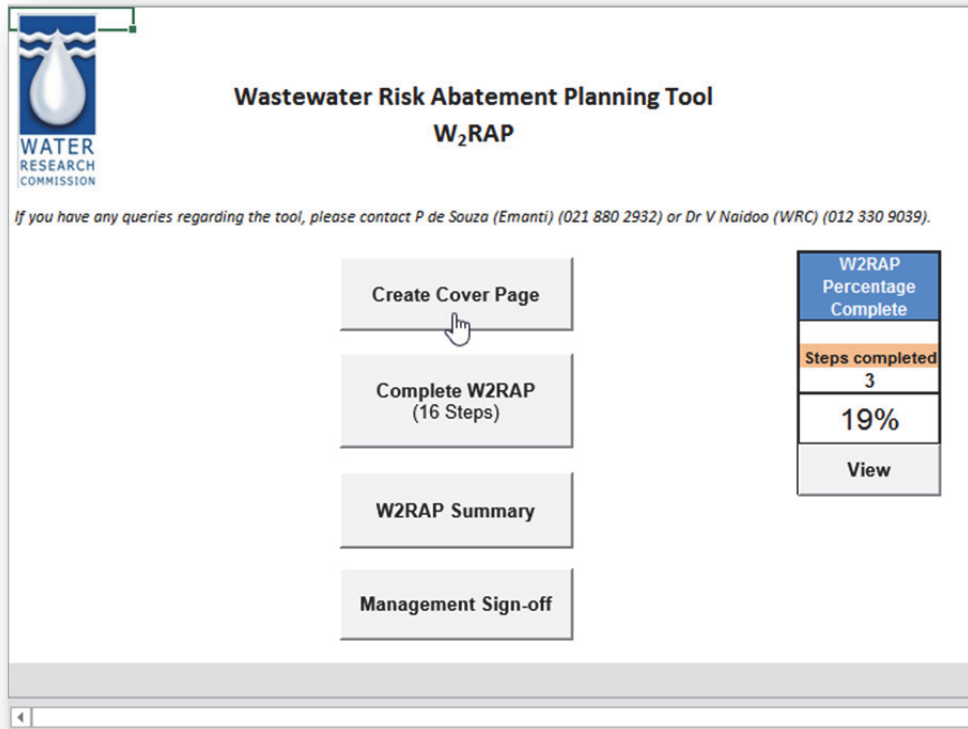 WATER
RESEARCH
COMMISSION
Wastewater Risk Abatement Planning Tool
W₂RAP
If you have any queries regarding the tool, please contact P de Souza (Emanti) (021 880 2932) or Dr V Naidoo (WRC) (012 330 9039).
Create Cover Page
Complete W2RAP
(16 Steps)
W2RAP Summary
Management Sign-off
W2RAP
Percentage
Complete
Steps completed
3
19%
View